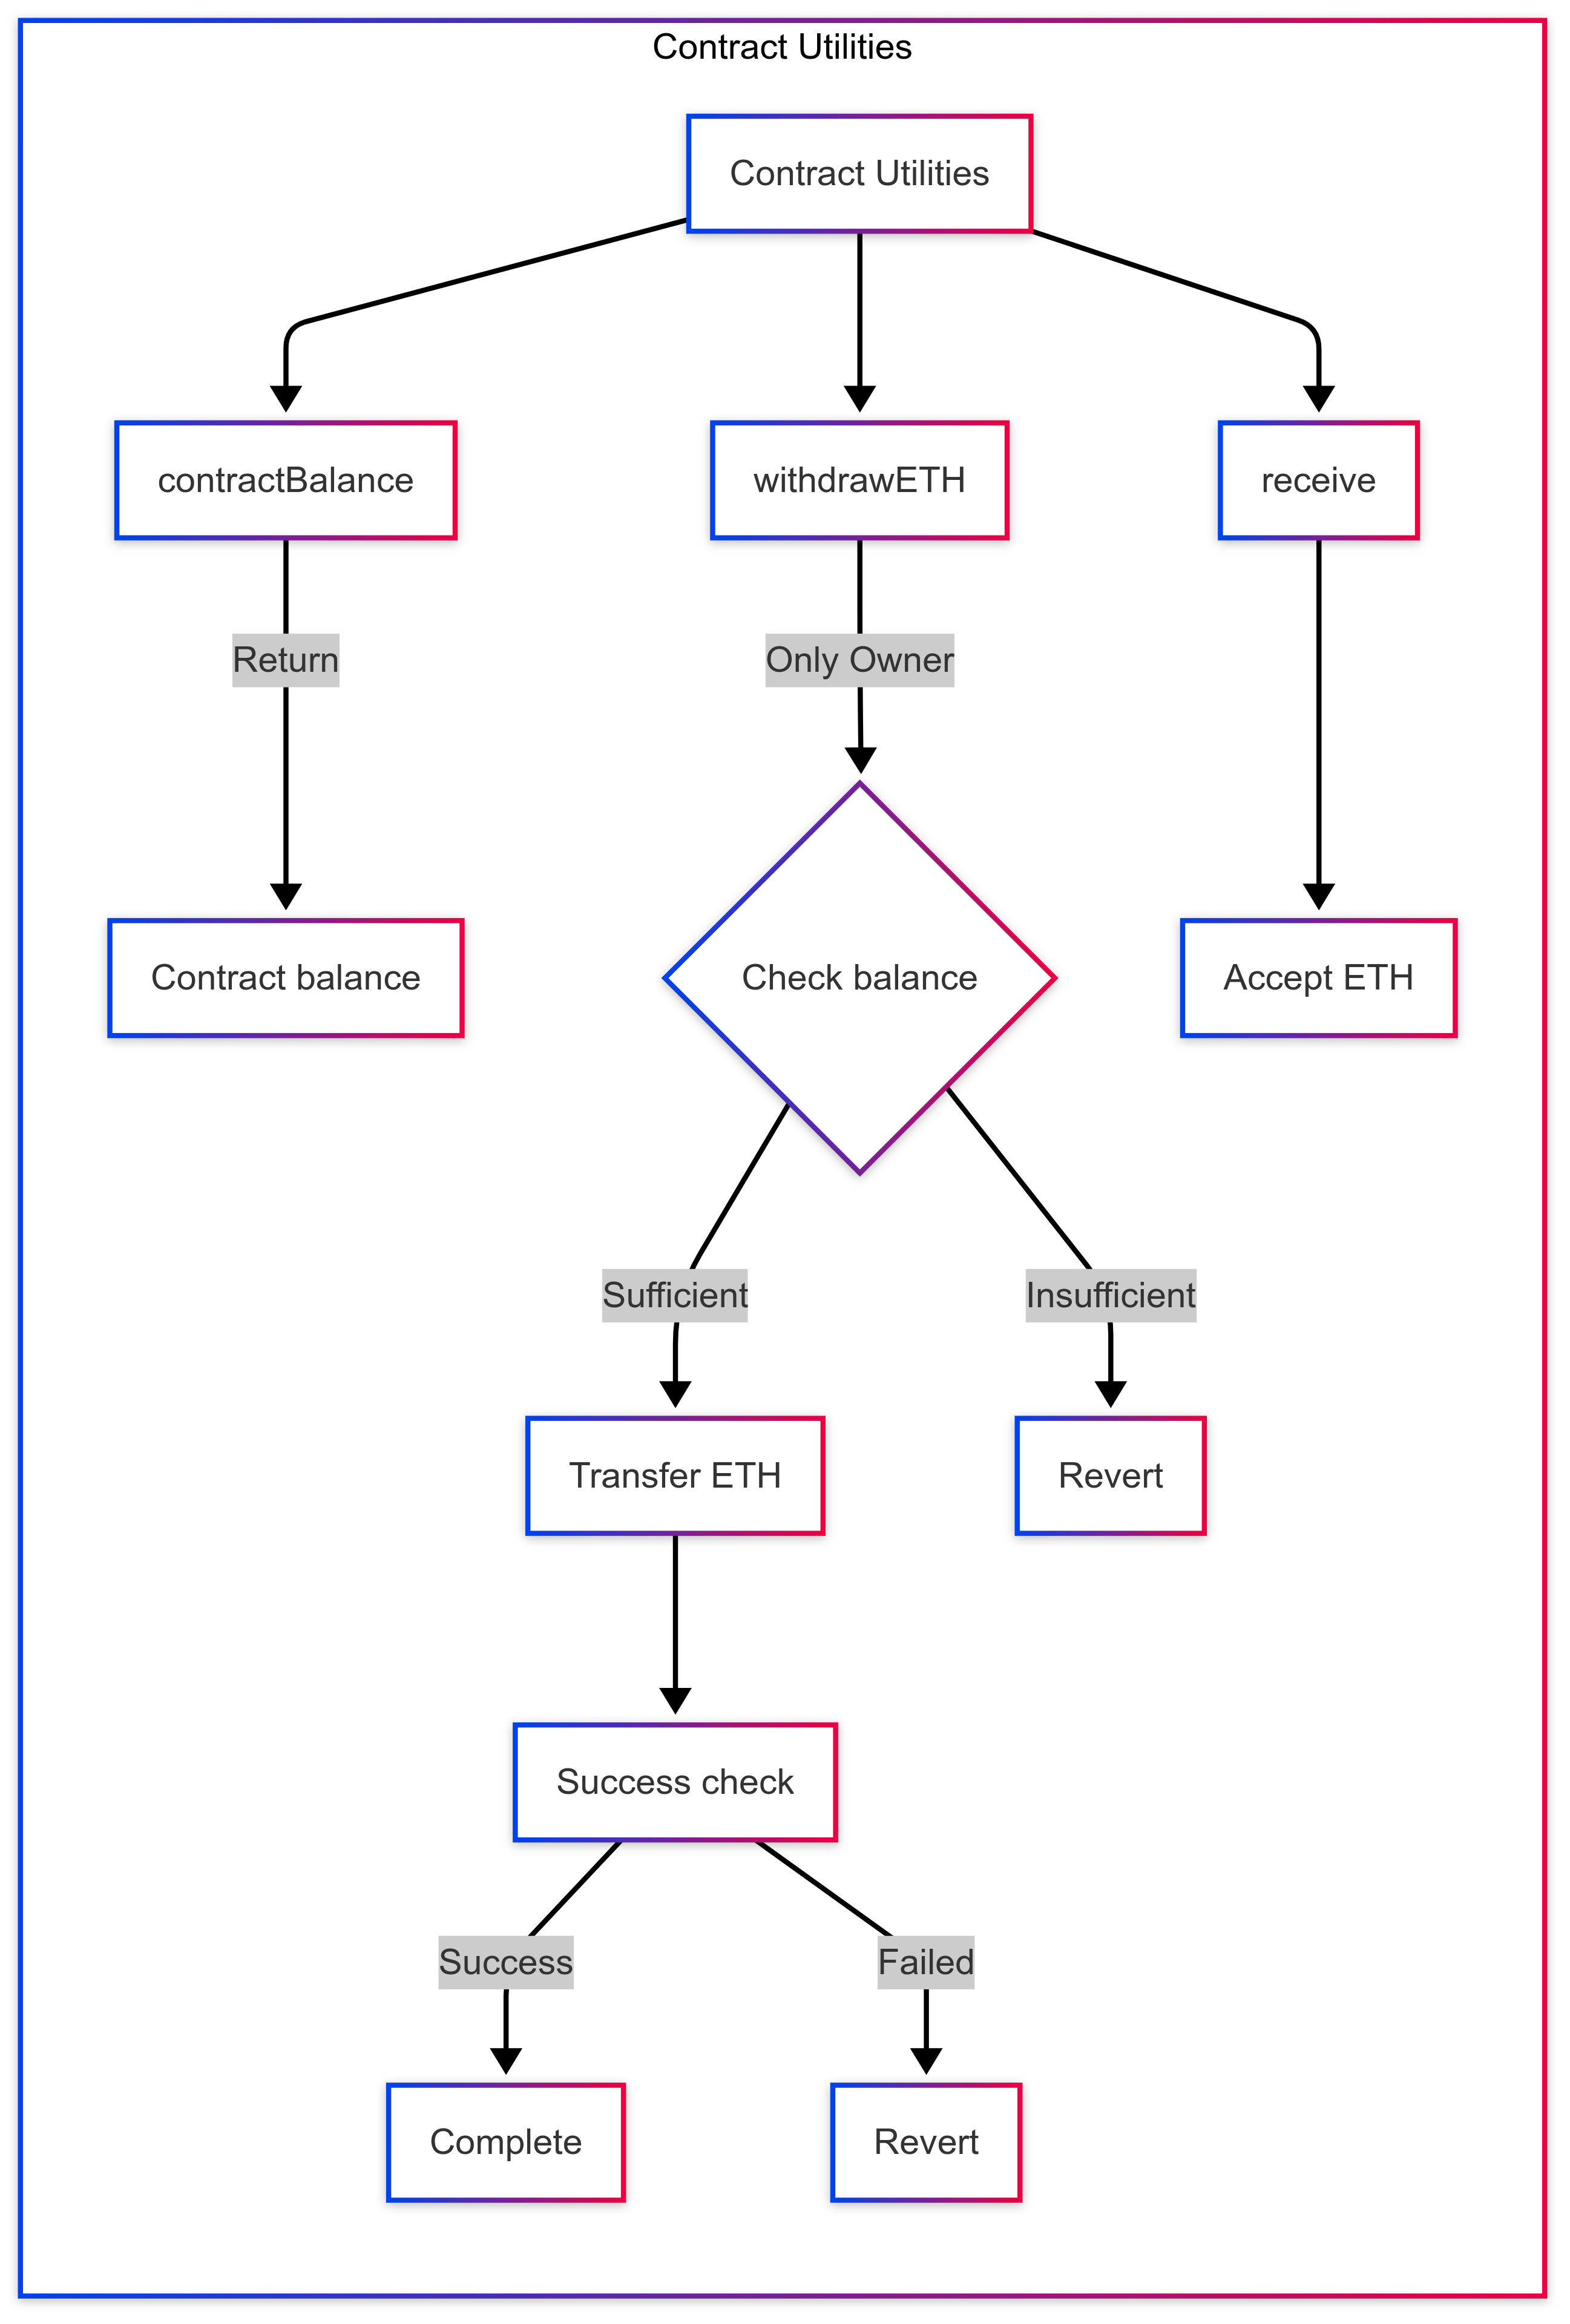 Contract Utilities
Contract Utilities
contractBalance
withdrawETH
receive
Return
Only Owner
Contract balance
Check balance
Accept ETH
Sufficient
Insufficient
Transfer ETH
Revert
Success check
Success
Failed
Complete
Revert